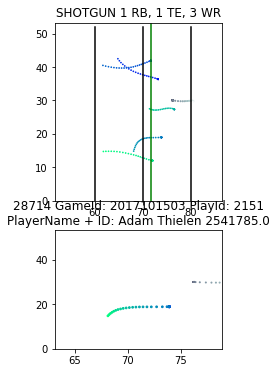 SHOTGUN 1 RB, 1 TE, 3 WR
50
40
30
20
10
0
60 70 80
28714 GameId: 2017101503 PlayId: 2151
PlayerName + ID: Adam Thielen 2541785.0
40
20
0
65 70 75